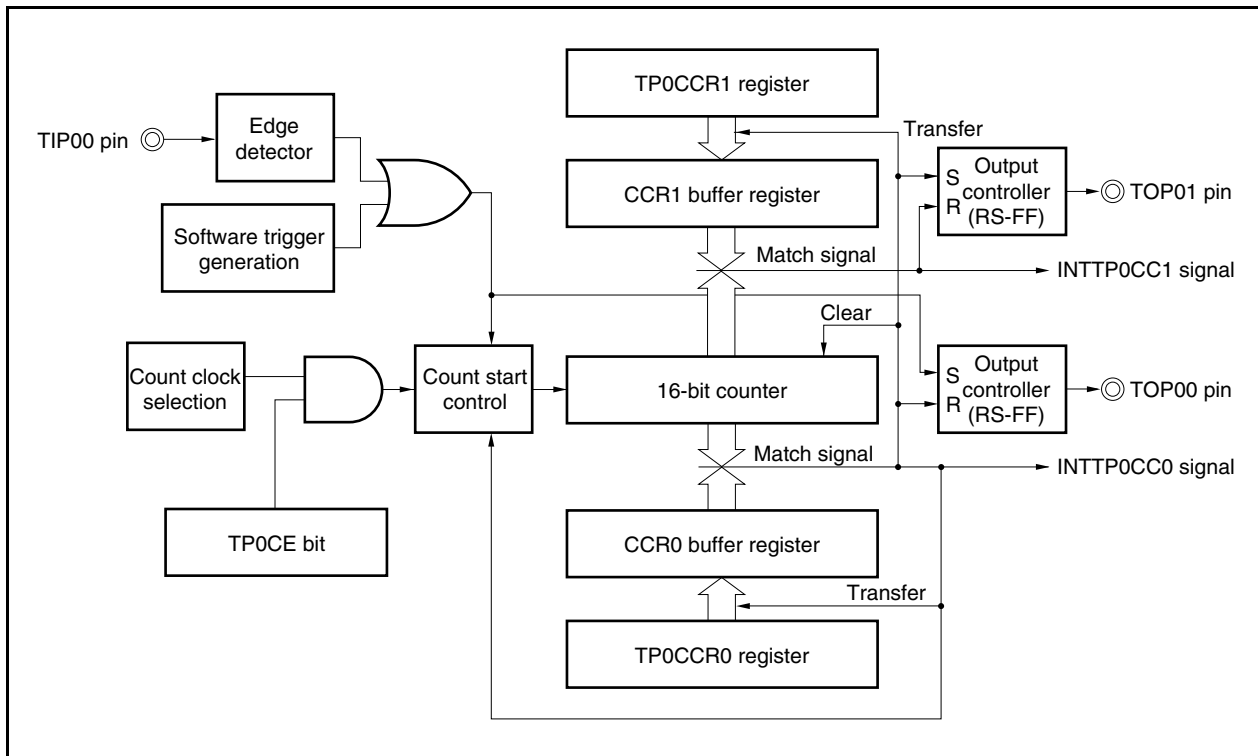 TP0CCR1 register
TIP00 pin
Edge
detector
Transfer
CCR1 buffer register
S
R
Output
controller
(RS-FF)
TOP01 pin
Software trigger
generation
Match signal
INTTP0CC1 signal
Clear
Count clock
selection
Count start
control
16-bit counter
S
R
Output
controller
(RS-FF)
TOP00 pin
Match signal
INTTP0CC0 signal
TP0CE bit
CCR0 buffer register
Transfer
TP0CCR0 register